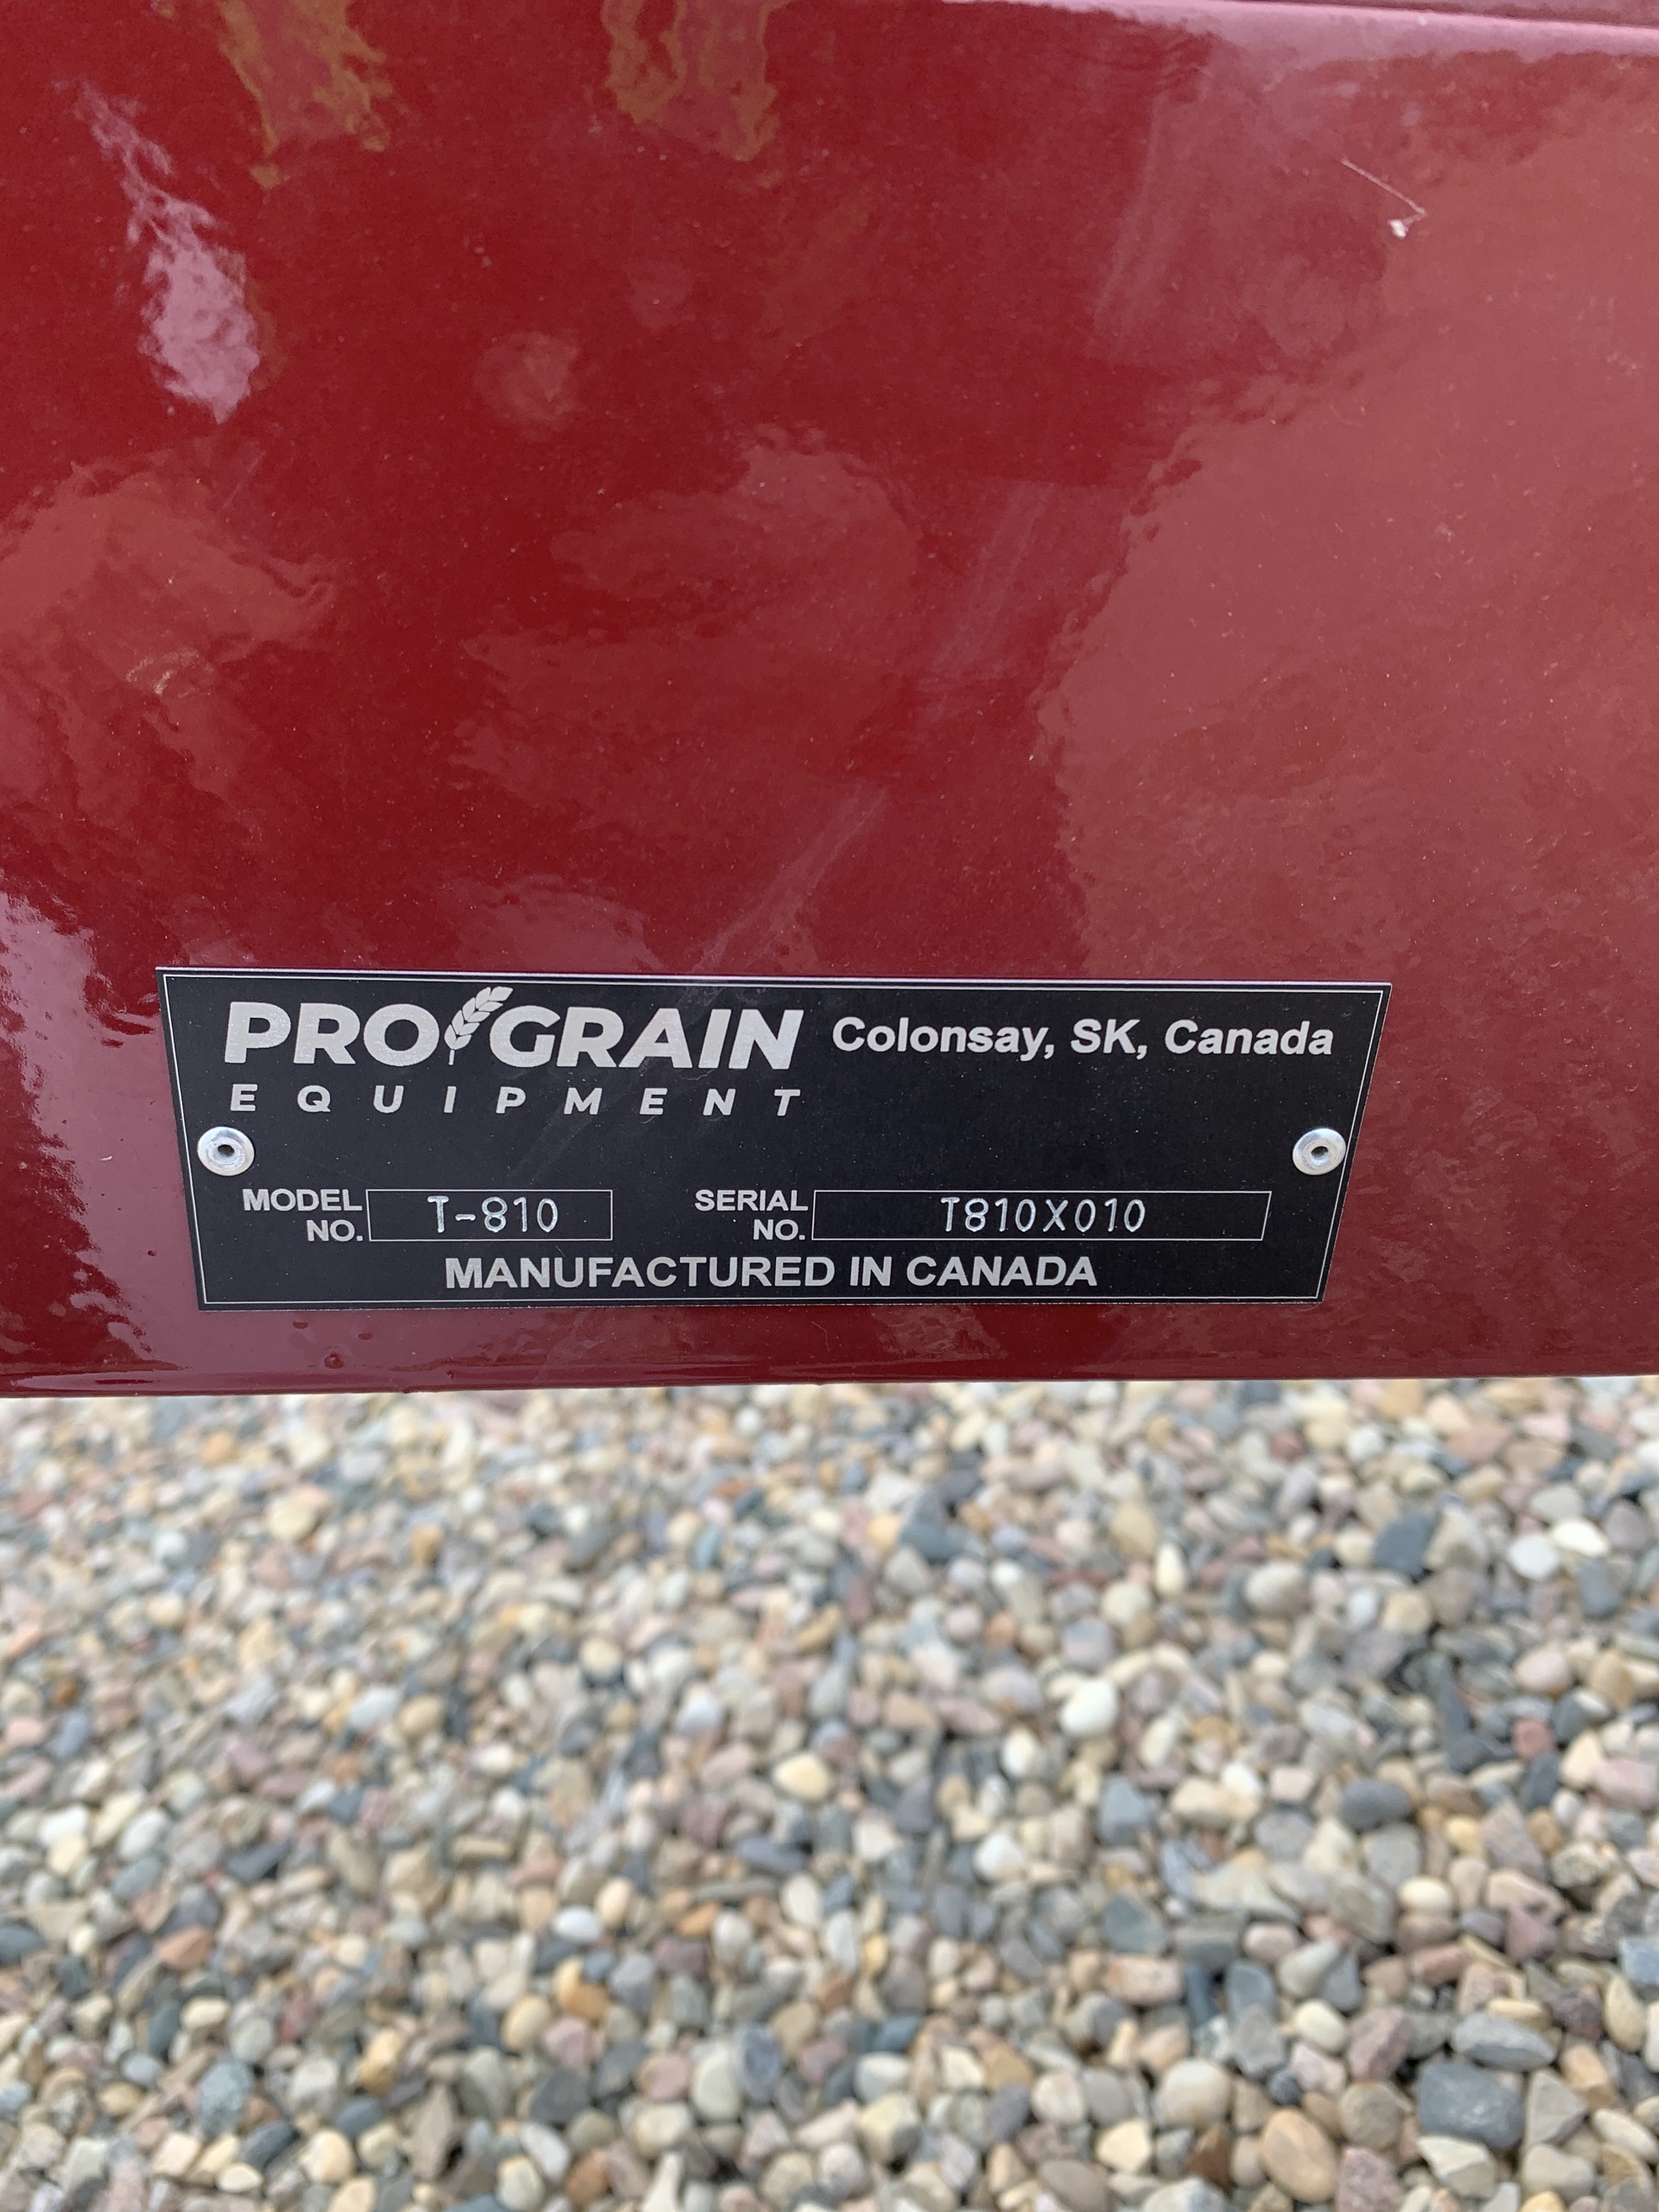 PRO GRAIN
EQUIPMENT
Colonsay, SK, Canada
MODEL NO. T-810
SERIAL NO. T810X010
MANUFACTURED IN CANADA